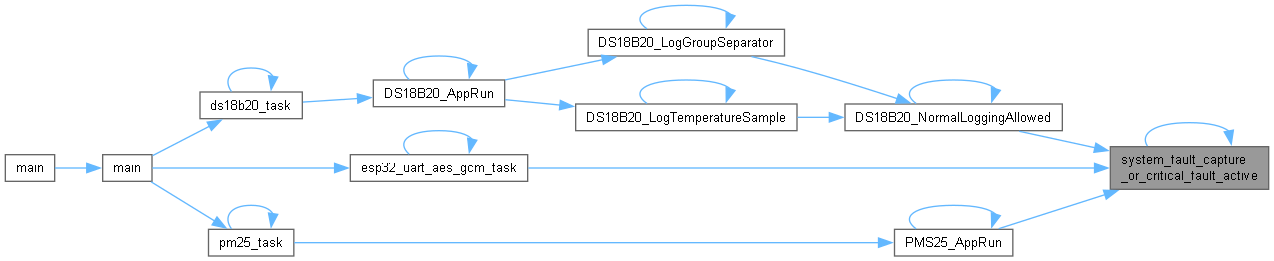 DS18B20_LogGroupSeparator
DS18B20_AppRun
ds18b20_task
DS18B20_LogTemperatureSample
DS18B20_NormalLoggingAllowed
main
main
esp32_uart_aes_gcm_task
system_fault_capture
_or_critical_fault_active
pm25_task
PMS25_AppRun